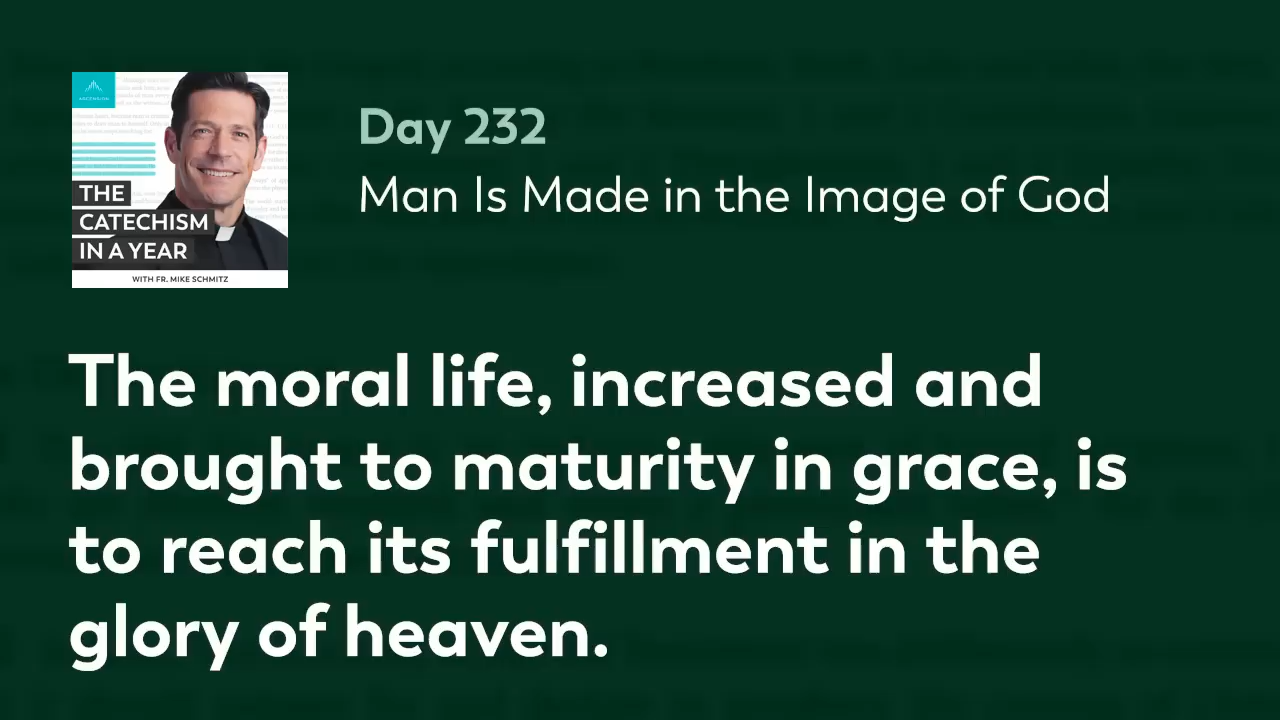 ASCENSION
THE
CATECHISM
IN A YEAR
WITH FR. MIKE SCHMITZ
Day 232
Man Is Made in the Image of God
The moral life, increased and
brought to maturity in grace, is
to reach its fulfillment in the
glory of heaven.